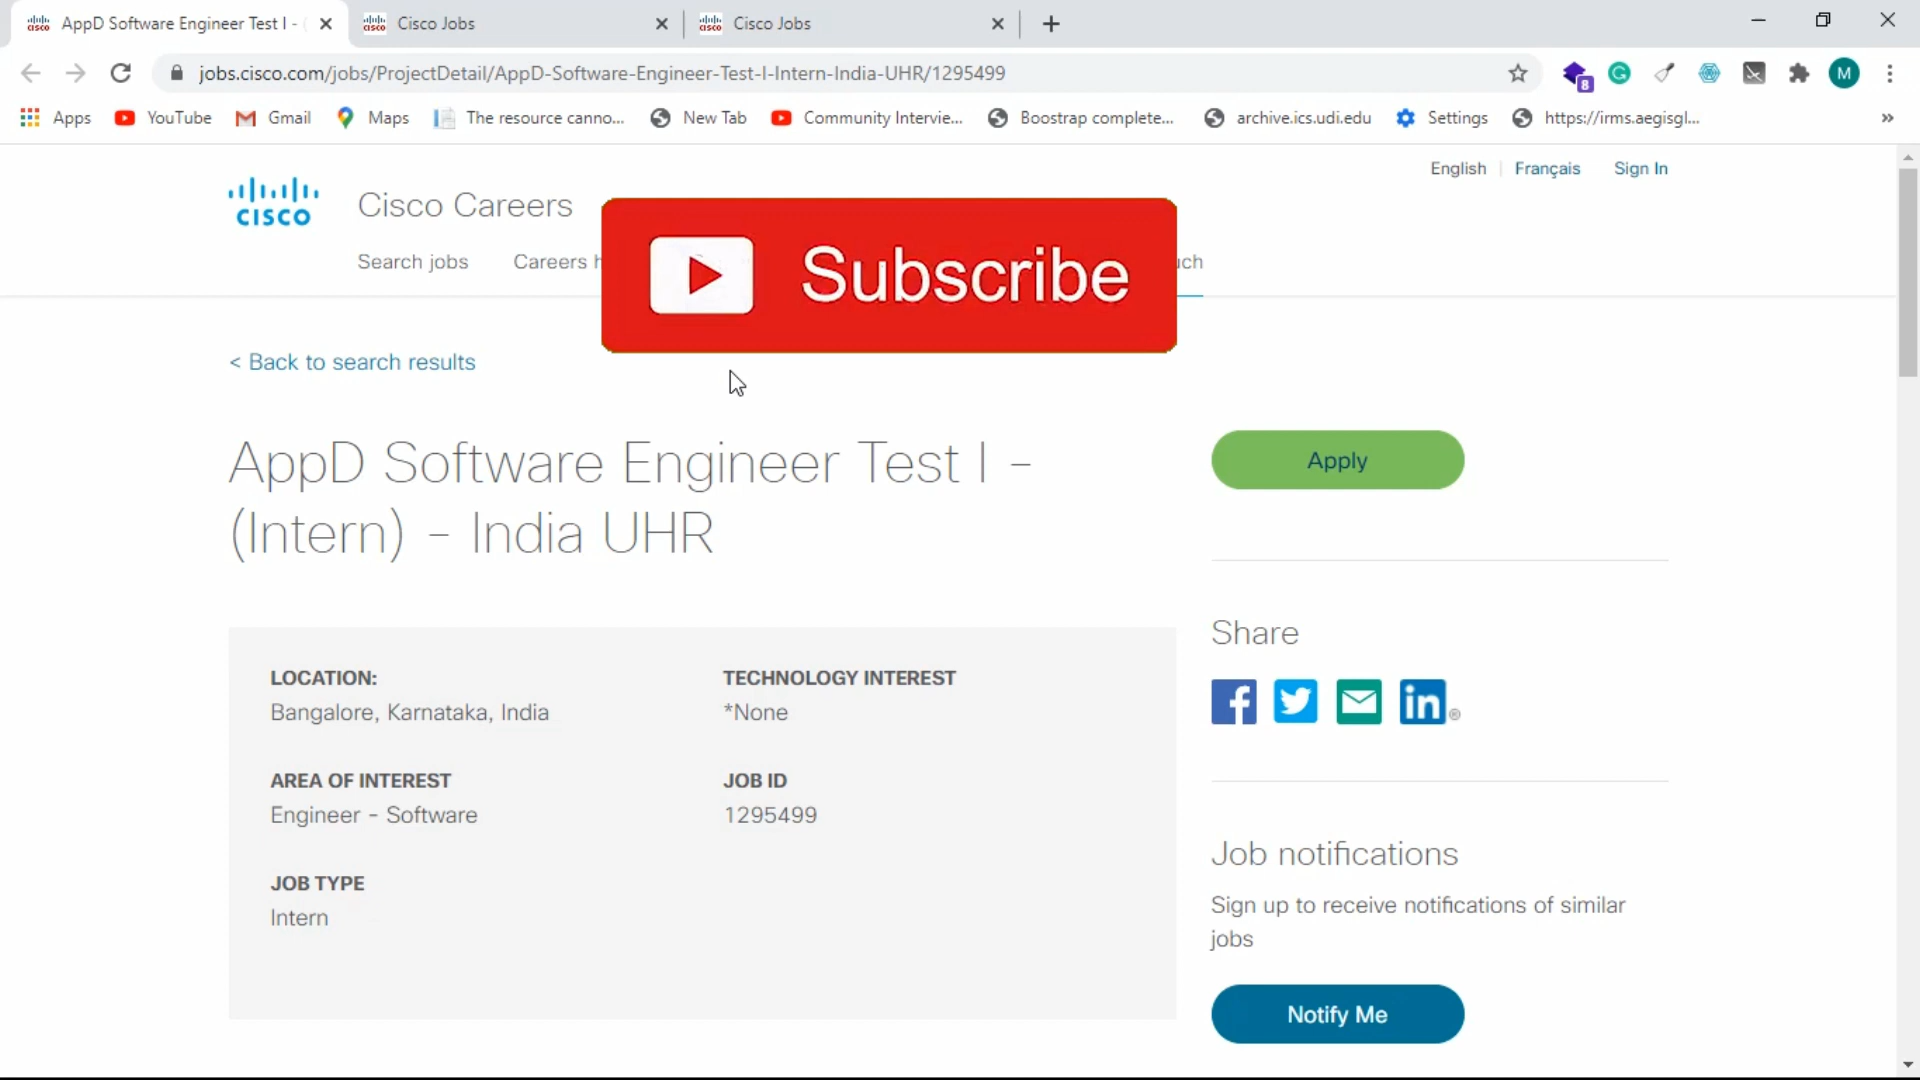 AppD Software Engineer Test I -
Cisco Jobs
Cisco Jobs
jobs.cisco.com/jobs/ProjectDetail/AppD-Software-Engineer-Test-I-Intern-India-UHR/1295499
8
M
Apps
YouTube
Gmail
Maps
The resource canno...
New Tab
Community Intervie...
Boostrap complete...
archive.ics.udi.edu
Settings
https://irms.aegisgl...
»
English
Français
Sign In
CISCO
Cisco Careers
Search jobs
Careers h
uch
Subscribe
< Back to search results
AppD Software Engineer Test I -
(Intern) - India UHR
Apply
Share
LOCATION:
Bangalore, Karnataka, India
TECHNOLOGY INTEREST
*None
AREA OF INTEREST
Engineer - Software
JOB ID
1295499
JOB TYPE
Intern
f
in
Job notifications
Sign up to receive notifications of similar
jobs
Notify Me